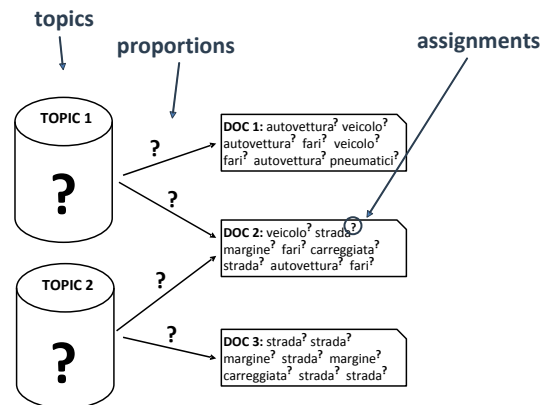 topics
proportions
assignments
TOPIC 1
?
?
?
DOC 1: autovettura? veicolo?
autovettura? fari? veicolo?
fari? autovettura? pneumatici?
DOC 2: veicolo? strada?
margine? fari? carreggiata?
strada? autovettura? fari?
TOPIC 2
?
?
?
DOC 3: strada? strada?
margine? strada? margine?
carreggiata? strada? strada?